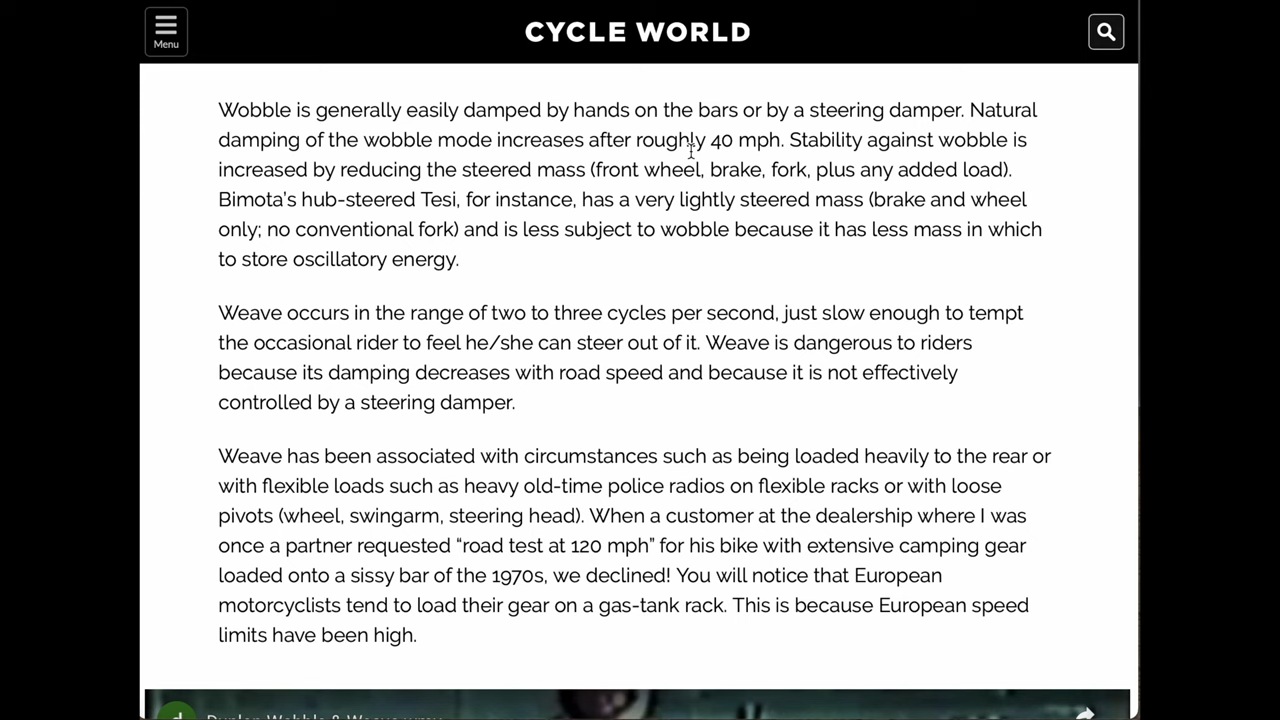 CYCLE WORLD
Menu
Wobble is generally easily damped by hands on the bars or by a steering damper. Natural
damping of the wobble mode increases after roughly 40 mph. Stability against wobble is
increased by reducing the steered mass (front wheel, brake, fork, plus any added load).
Bimota's hub-steered Tesi, for instance, has a very lightly steered mass (brake and wheel
only; no conventional fork) and is less subject to wobble because it has less mass in which
to store oscillatory energy.
Weave occurs in the range of two to three cycles per second, just slow enough to tempt
the occasional rider to feel he/she can steer out of it. Weave is dangerous to riders
because its damping decreases with road speed and because it is not effectively
controlled by a steering damper.
Weave has been associated with circumstances such as being loaded heavily to the rear or
with flexible loads such as heavy old-time police radios on flexible racks or with loose
pivots (wheel, swingarm, steering head). When a customer at the dealership where I was
once a partner requested “road test at 120 mph” for his bike with extensive camping gear
loaded onto a sissy bar of the 1970s, we declined! You will notice that European
motorcyclists tend to load their gear on a gas-tank rack. This is because European speed
limits have been high.
Dunlop Wobble & Weave.wmv